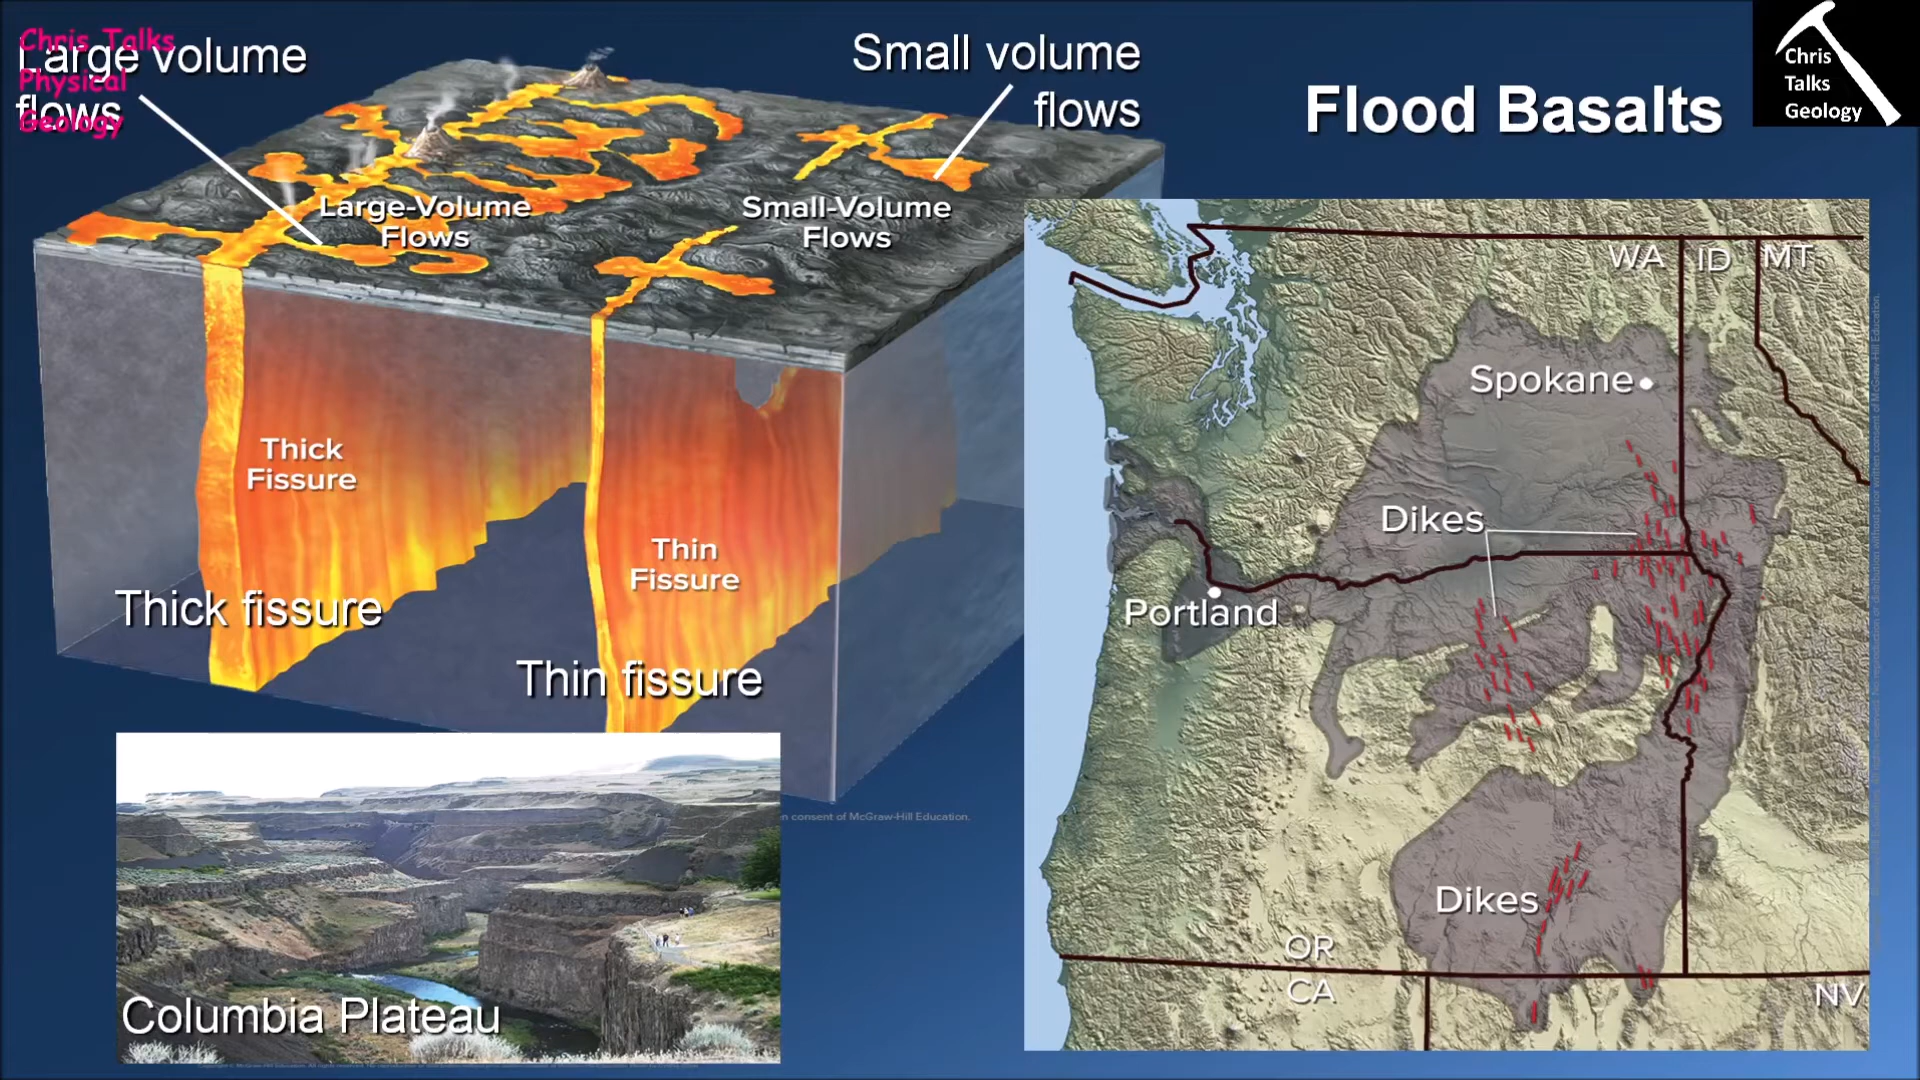 Chris Talks
Physical
Geology
Large volume
flows
Small volume
flows
Flood Basalts
Chris
Talks
Geology
Large-Volume
Flows
Small-Volume
Flows
Thick
Fissure
Thin
Fissure
Thick fissure
Thin fissure
WA
ID
MT
Spokane
Dikes
Portland
Dikes
OR
CA
NV
n consent of McGraw-Hill Education.
Columbia Plateau